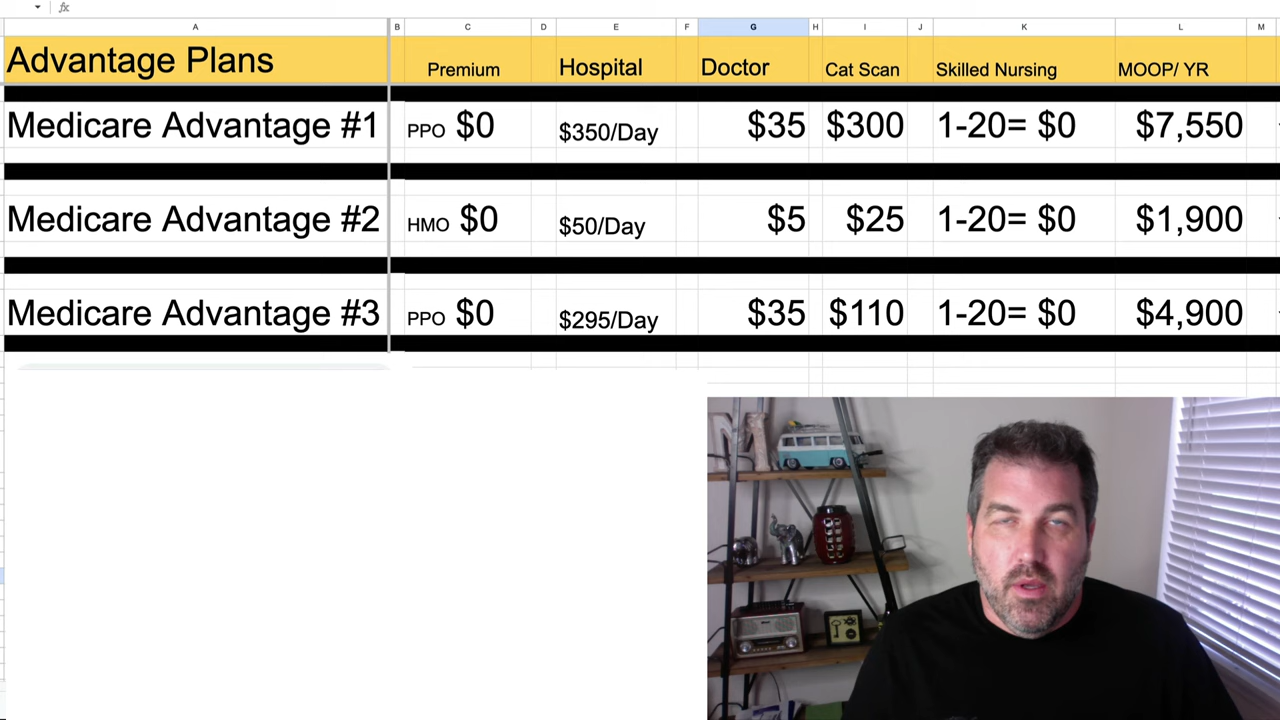 A B C D E F G H I J K L M
Advantage Plans Premium Hospital Doctor Cat Scan Skilled Nursing MOOP/ YR
Medicare Advantage #1 PPO $0 $350/Day $35 $300 1-20= $0 $7,550
Medicare Advantage #2 HMO $0 $50/Day $5 $25 1-20= $0 $1,900
Medicare Advantage #3 PPO $0 $295/Day $35 $110 1-20= $0 $4,900